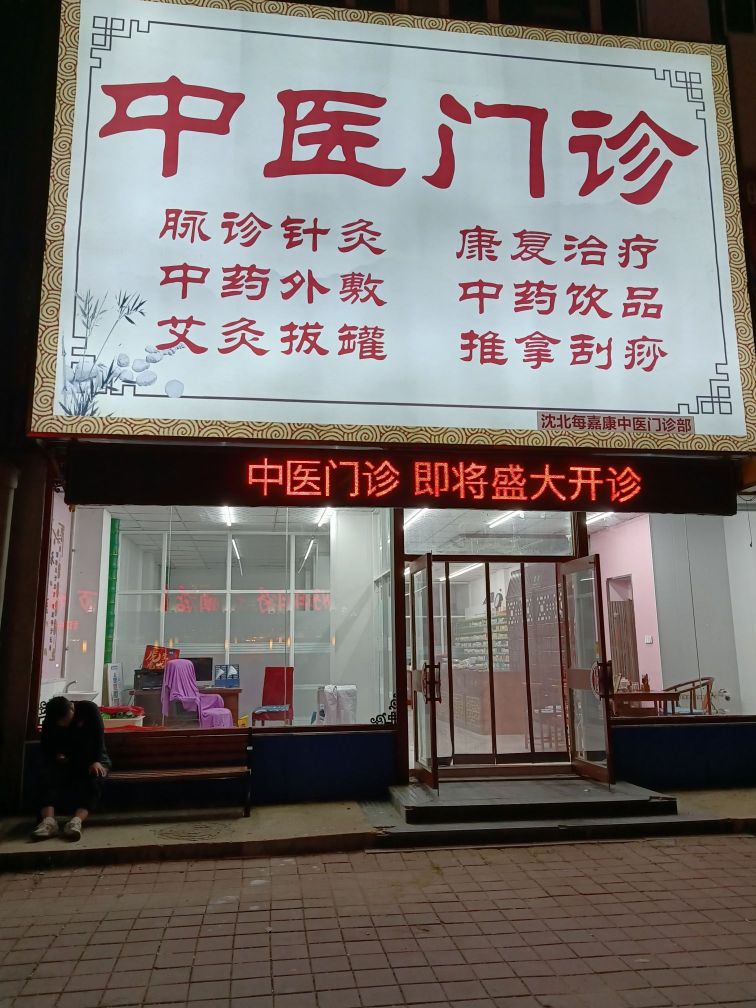 中医门诊
脉诊针灸 康复治疗
中药外敷 中药饮品
艾灸拔罐 推拿刮痧
沈北每嘉康中医门诊部
中医门诊 即将盛大开诊